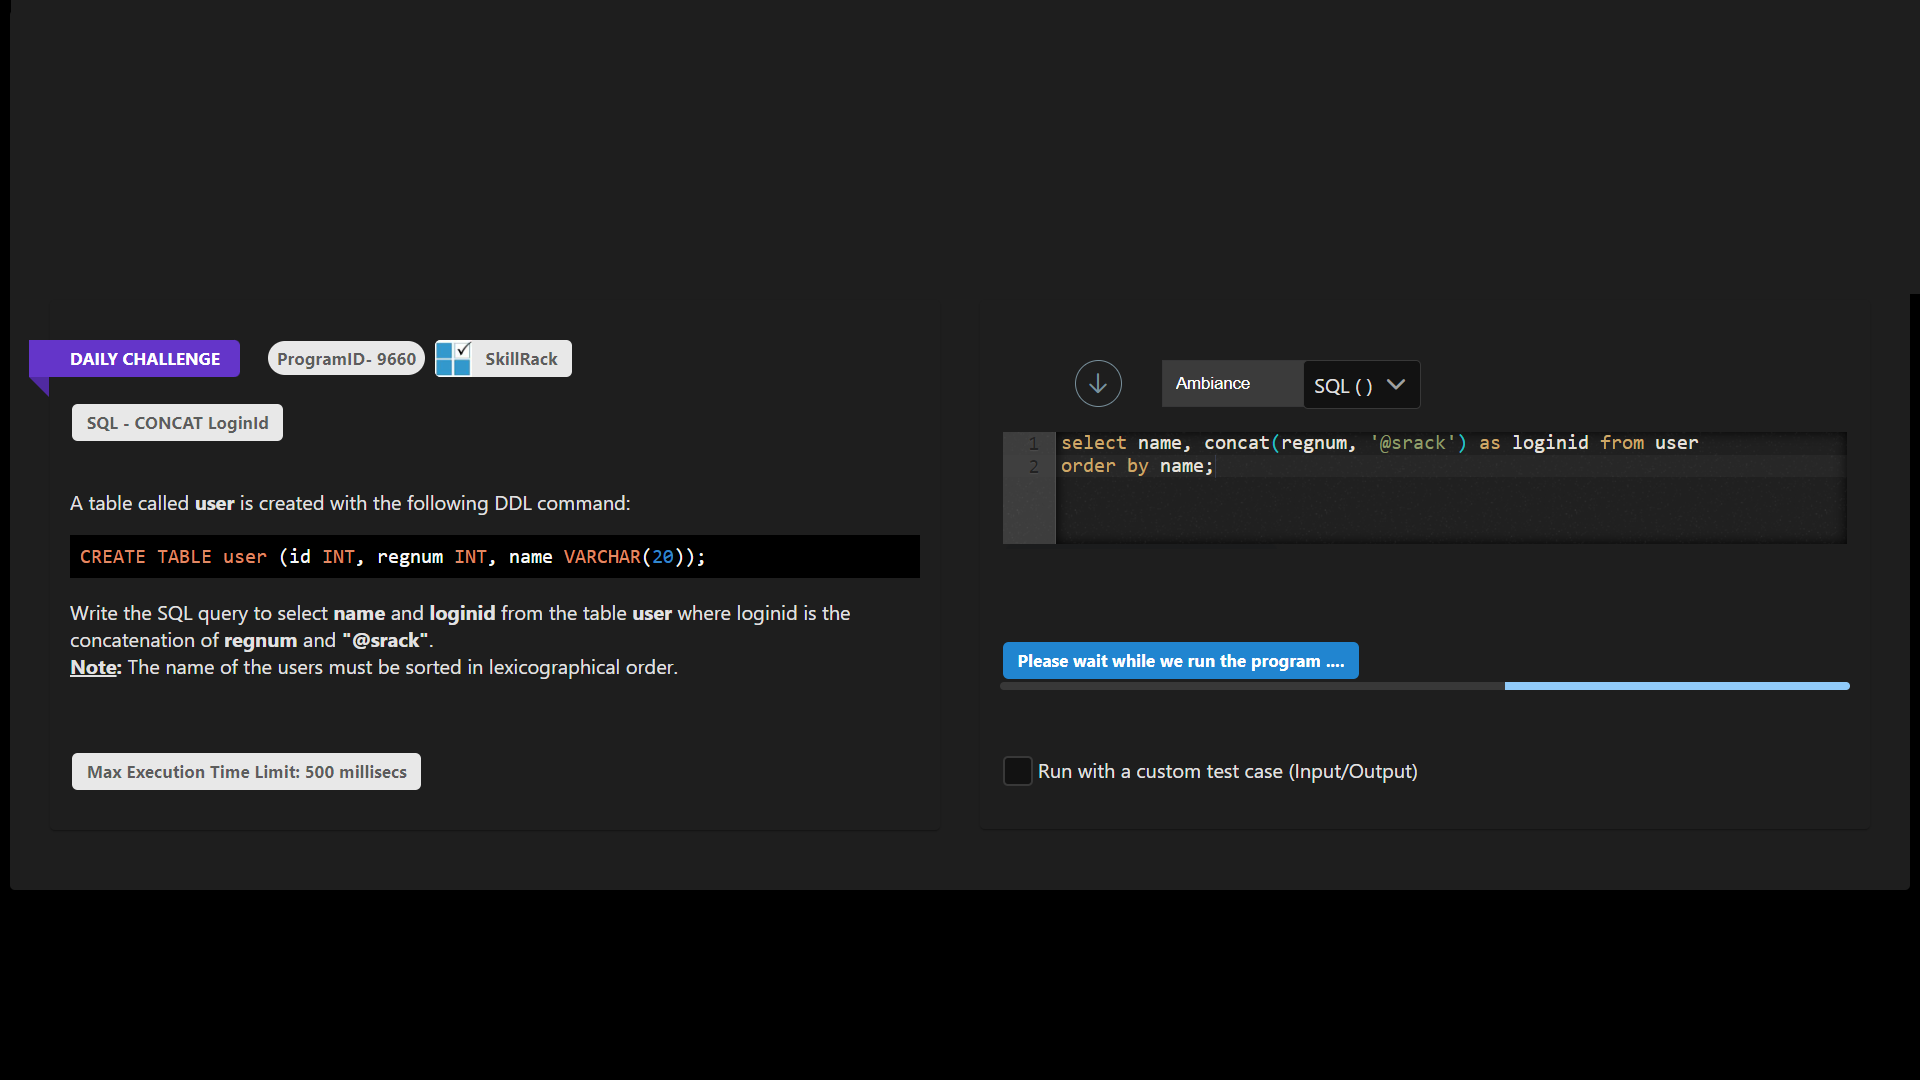 DAILY CHALLENGE
ProgramID- 9660
SkillRack
SQL - CONCAT LoginId
A table called user is created with the following DDL command:
CREATE TABLE user (id INT, regnum INT, name VARCHAR(20));
Write the SQL query to select name and loginid from the table user where loginid is the
concatenation of regnum and "@srack".
Note: The name of the users must be sorted in lexicographical order.
Max Execution Time Limit: 500 millisecs
Ambiance
SQL ( )
1 select name, concat(regnum, '@srack') as loginid from user
2 order by name;
Please wait while we run the program ....
Run with a custom test case (Input/Output)